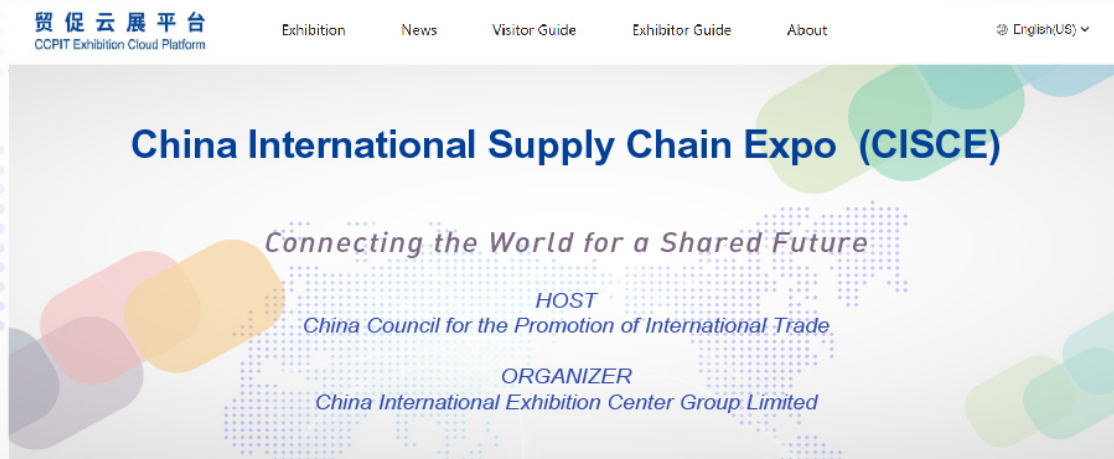 贸促云展平台
CCPIT Exhibition Cloud Platform
Exhibition News Visitor Guide Exhibitor Guide About English(US)
China International Supply Chain Expo (CISCE)
Connecting the World for a Shared Future
HOST
China Council for the Promotion of International Trade
ORGANIZER
China International Exhibition Center Group Limited